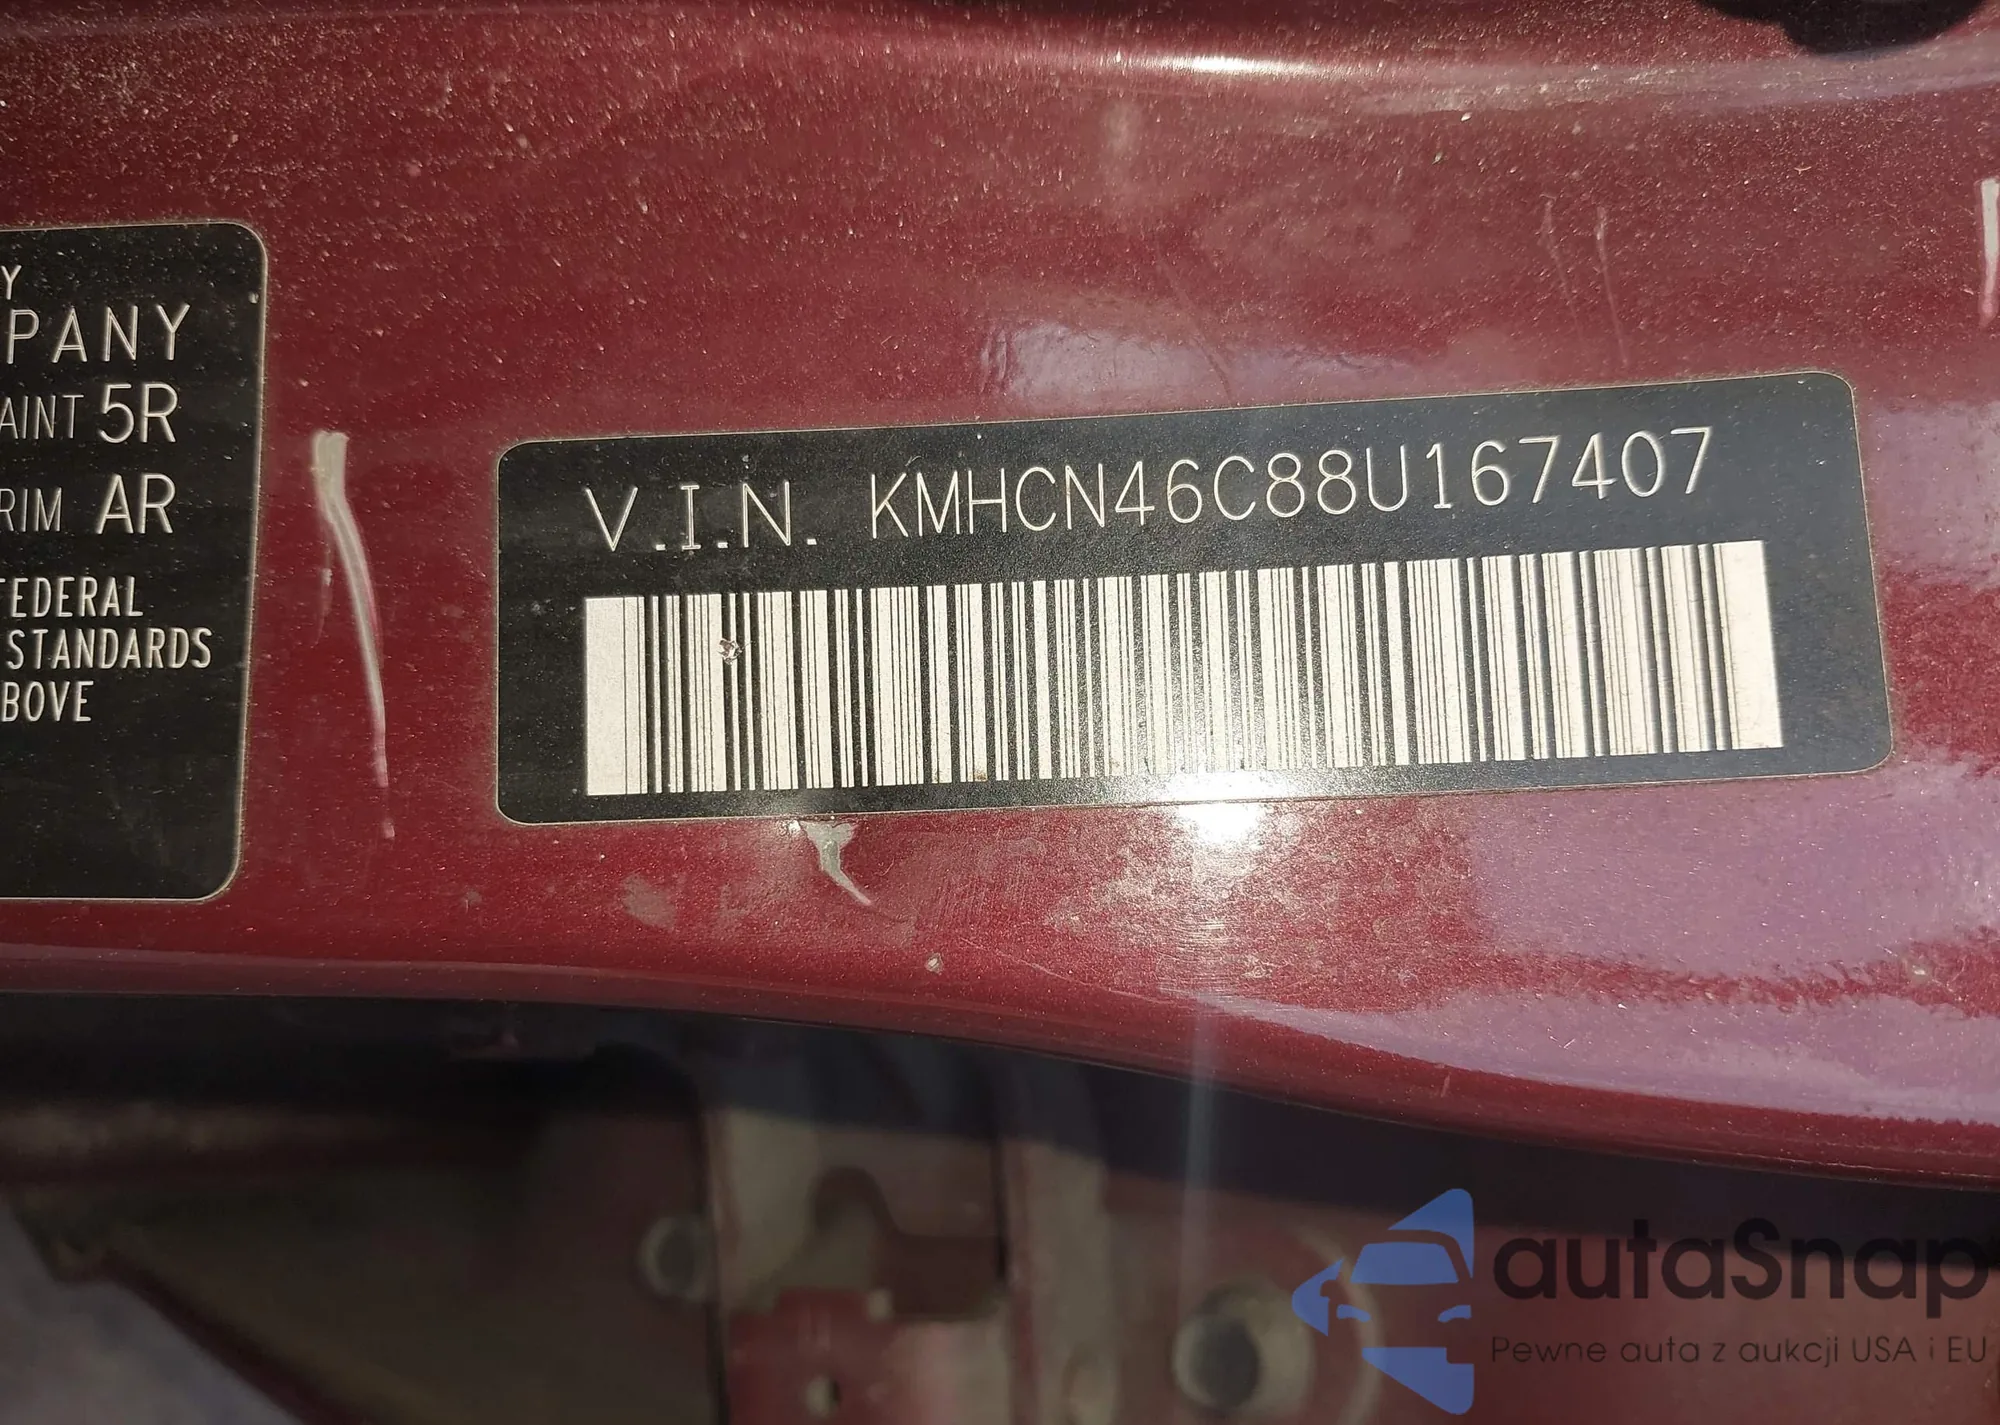 Y
PANY
AINT 5R
RIM AR
FEDERAL
STANDARDS
BOVE
V.I.N. KMHCN46C88U167407
autaSnap
Pewne auta z aukcji USA i EU